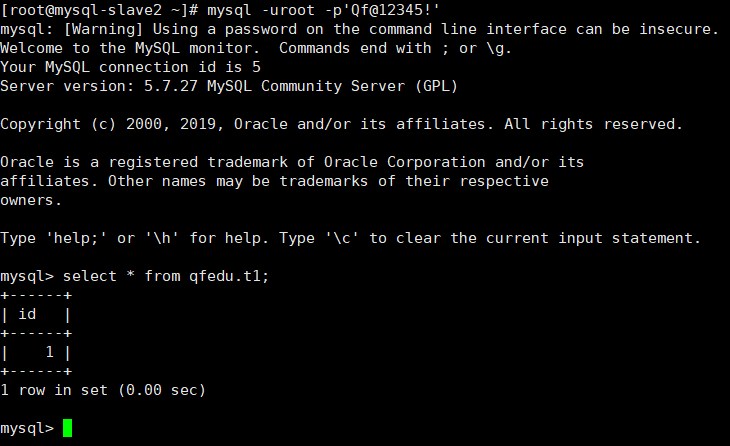 [root@mysql-slave2 ~]# mysql -uroot -p'Qf@12345!'
mysql: [Warning] Using a password on the command line interface can be insecure.
Welcome to the MySQL monitor.  Commands end with ; or \g.
Your MySQL connection id is 5
Server version: 5.7.27 MySQL Community Server (GPL)

Copyright (c) 2000, 2019, Oracle and/or its affiliates. All rights reserved.

Oracle is a registered trademark of Oracle Corporation and/or its
affiliates. Other names may be trademarks of their respective
owners.

Type 'help;' or '\h' for help. Type '\c' to clear the current input statement.

mysql> select * from qfedu.t1;
+------+
| id   |
+------+
|    1 |
+------+
1 row in set (0.00 sec)

mysql>